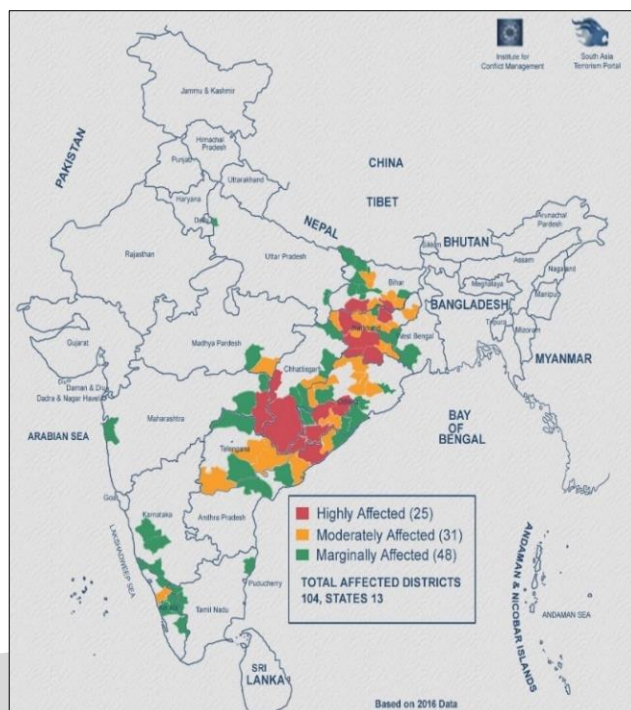 Institute for
Conflict Management
South Asia
Terrorism Portal
Jammu & Kashmir
PAKISTAN
Himachal
Pradesh
Punjab
Uttarakhand
CHINA
TIBET
Haryana
Delhi
NEPAL
Arunachal
Pardesh
Rajasthan
Uttar Pradesh
Sikkim
BHUTAN
Assam
Nagaland
Bihar
Meghalaya
BANGLADESH
Manipur
Jharkhand
Tripura
Mizoram
West Bengal
Gujarat
Madhya Pardesh
Chhattisgarh
MYANMAR
Daman & Diu
Dadra & Nagar Haveli
Maharashtra
ARABIAN SEA
BAY
OF
BENGAL
Telangana
Goa
Karnataka
Andhra Pradesh
LAKSHADWEEP SEA
Puducherry
Tamil Nadu
Highly Affected (25)
Moderately Affected (31)
Marginally Affected (48)
TOTAL AFFECTED DISTRICTS
104, STATES 13
ANDAMAN & NICOBAR ISLANDS
ANDAMAN SEA
SRI
LANKA
Based on 2016 Data